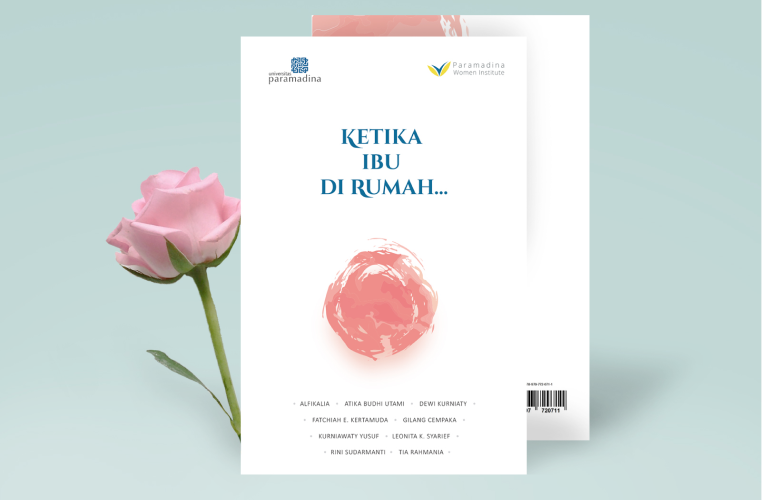 universitas
paramadina
Paramadina
Women Institute
KETIKA
IBU
DI RUMAH...
• ALFIKALIA • ATIKA BUDHI UTAMI • DEWI KURNIATY •
• FATCHIAH E. KERTAMUDA • GILANG CEMPAKA •
• KURNIAWATY YUSUF • LEONITA K. SYARIEF •
• RINI SUDARMANTI • TIA RAHMANIA •
720711